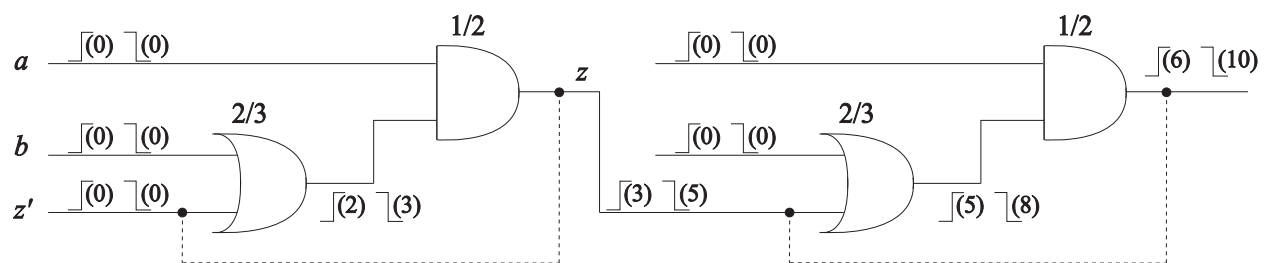 1/2 1/2
a (0) (0) (0) (0) (6) (10)
z
2/3 2/3
b (0) (0) (0) (0)
z′ (0) (0) (2) (3) (3) (5) (5) (8)